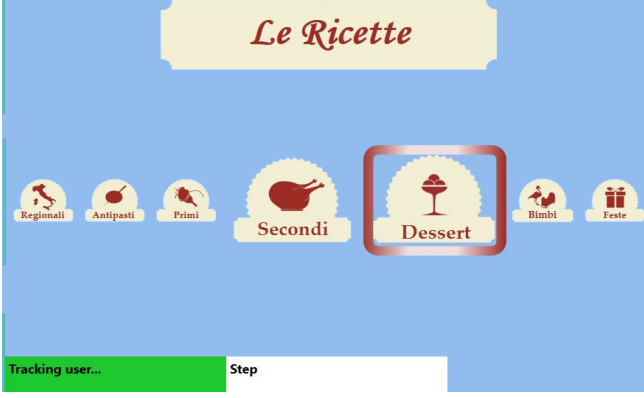 Le Ricette
Regionali
Antipasti
Primi
Secondi
Dessert
Bimbi
Feste
Tracking user...
Step